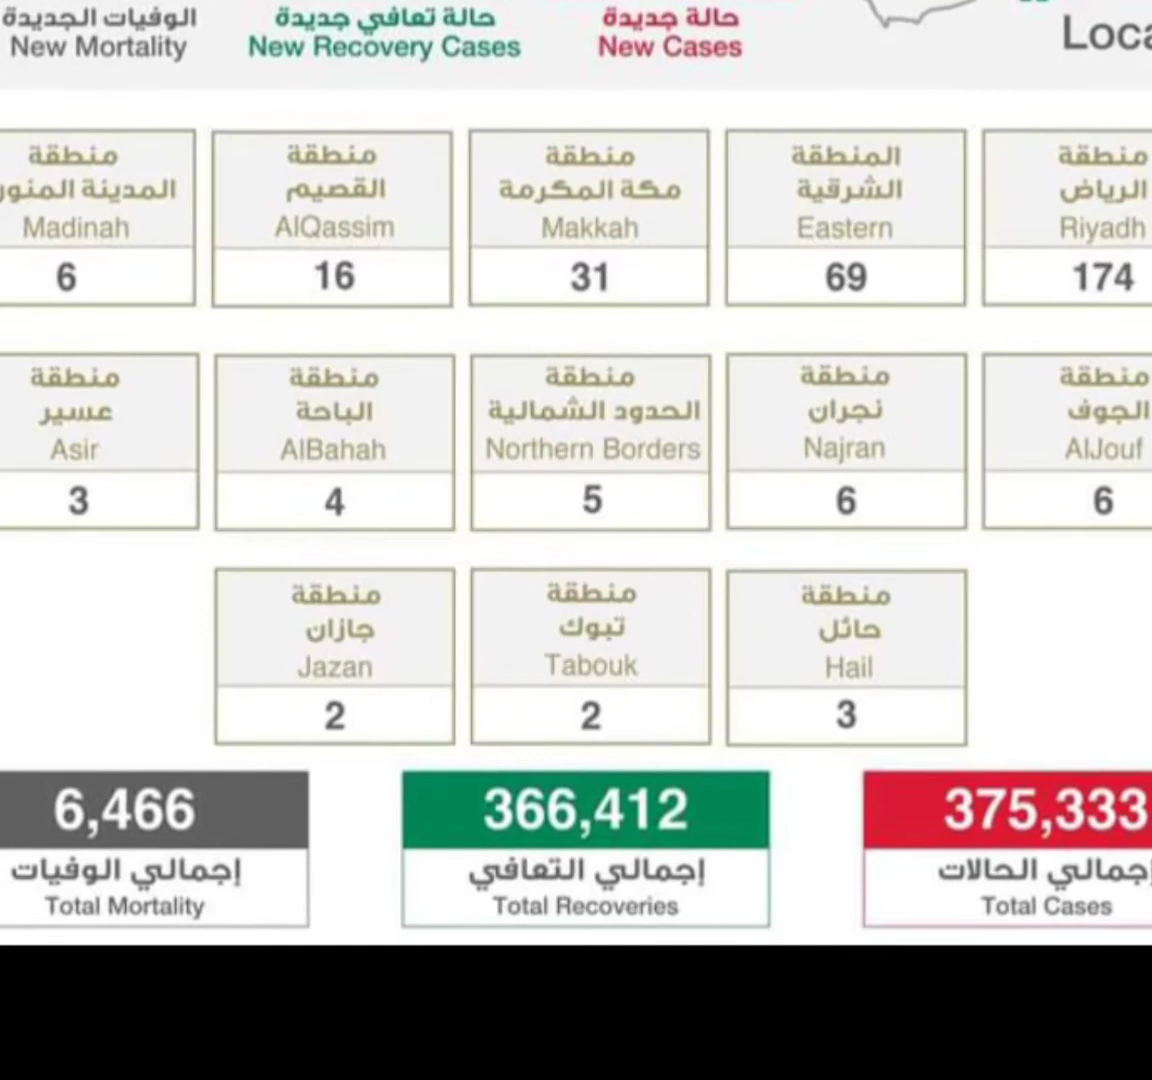 حالة جديدة
New Cases
حالة تعافي جديدة
New Recovery Cases
الوفيات الجديدة
New Mortality
منطقة
الرياض
Riyadh
174
المنطقة
الشرقية
Eastern
69
منطقة
مكة المكرمة
Makkah
31
منطقة
القصيم
AlQassim
16
منطقة
المدينة المنور
Madinah
6
منطقة
الجوف
AlJouf
6
منطقة
نجران
Najran
6
منطقة
الحدود الشمالية
Northern Borders
5
منطقة
الباحة
AlBahah
4
منطقة
عسير
Asir
3
منطقة
حائل
Hail
3
منطقة
تبوك
Tabouk
2
منطقة
جازان
Jazan
2
375,333
إجمالي الحالات
Total Cases
366,412
إجمالي التعافي
Total Recoveries
6,466
إجمالي الوفيات
Total Mortality